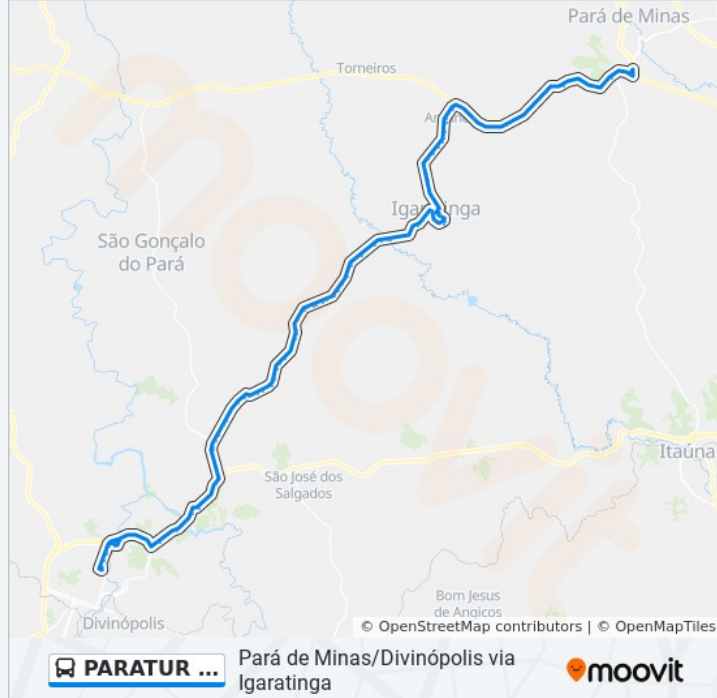 Pará de Minas
Torneiros
Igaratinga
São Gonçalo
do Pará
Itaúna
São José dos
Salgados
Bom Jesus
de Angicos
Divinópolis
© OpenStreetMap contributors | © OpenMapTiles
PARATUR ...
Pará de Minas/Divinópolis via
Igaratinga
moovit